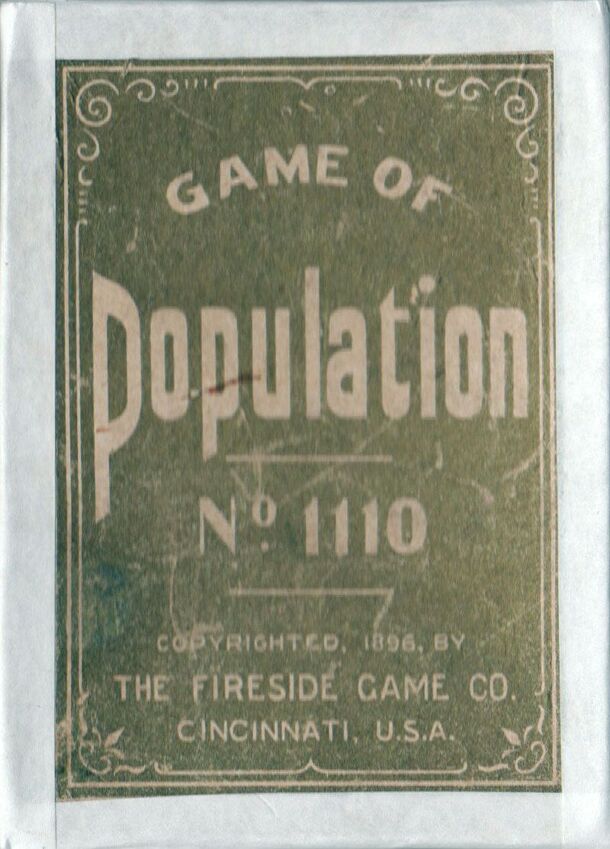 GAME OF
Population
Nº 1110
COPYRIGHTED, 1896, BY
THE FIRESIDE GAME CO.
CINCINNATI, U.S.A.